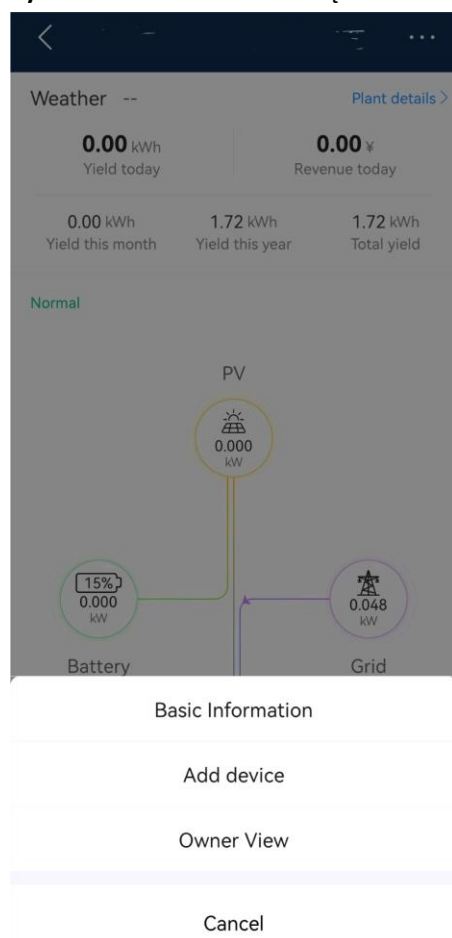 Weather --
Plant details >
0.00 kWh
Yield today
0.00 ¥
Revenue today
0.00 kWh
Yield this month
1.72 kWh
Yield this year
1.72 kWh
Total yield
Normal
PV
0.000
kW
15%
0.000
kW
0.048
kW
Battery
Grid
Basic Information
Add device
Owner View
Cancel